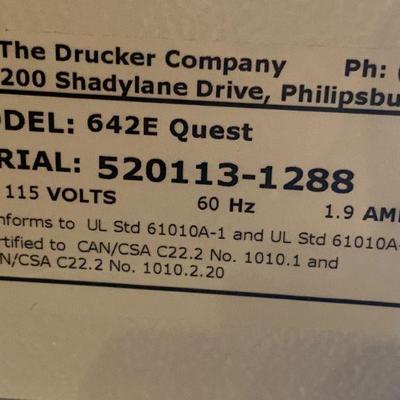 The Drucker Company Ph: (
200 Shadylane Drive, Philipsbu
ODEL: 642E Quest
RIAL: 520113-1288
115 VOLTS 60 Hz 1.9 AM
nforms to UL Std 61010A-1 and UL Std 61010A-
rtified to CAN/CSA C22.2 No. 1010.1 and
N/CSA C22.2 No. 1010.2.20